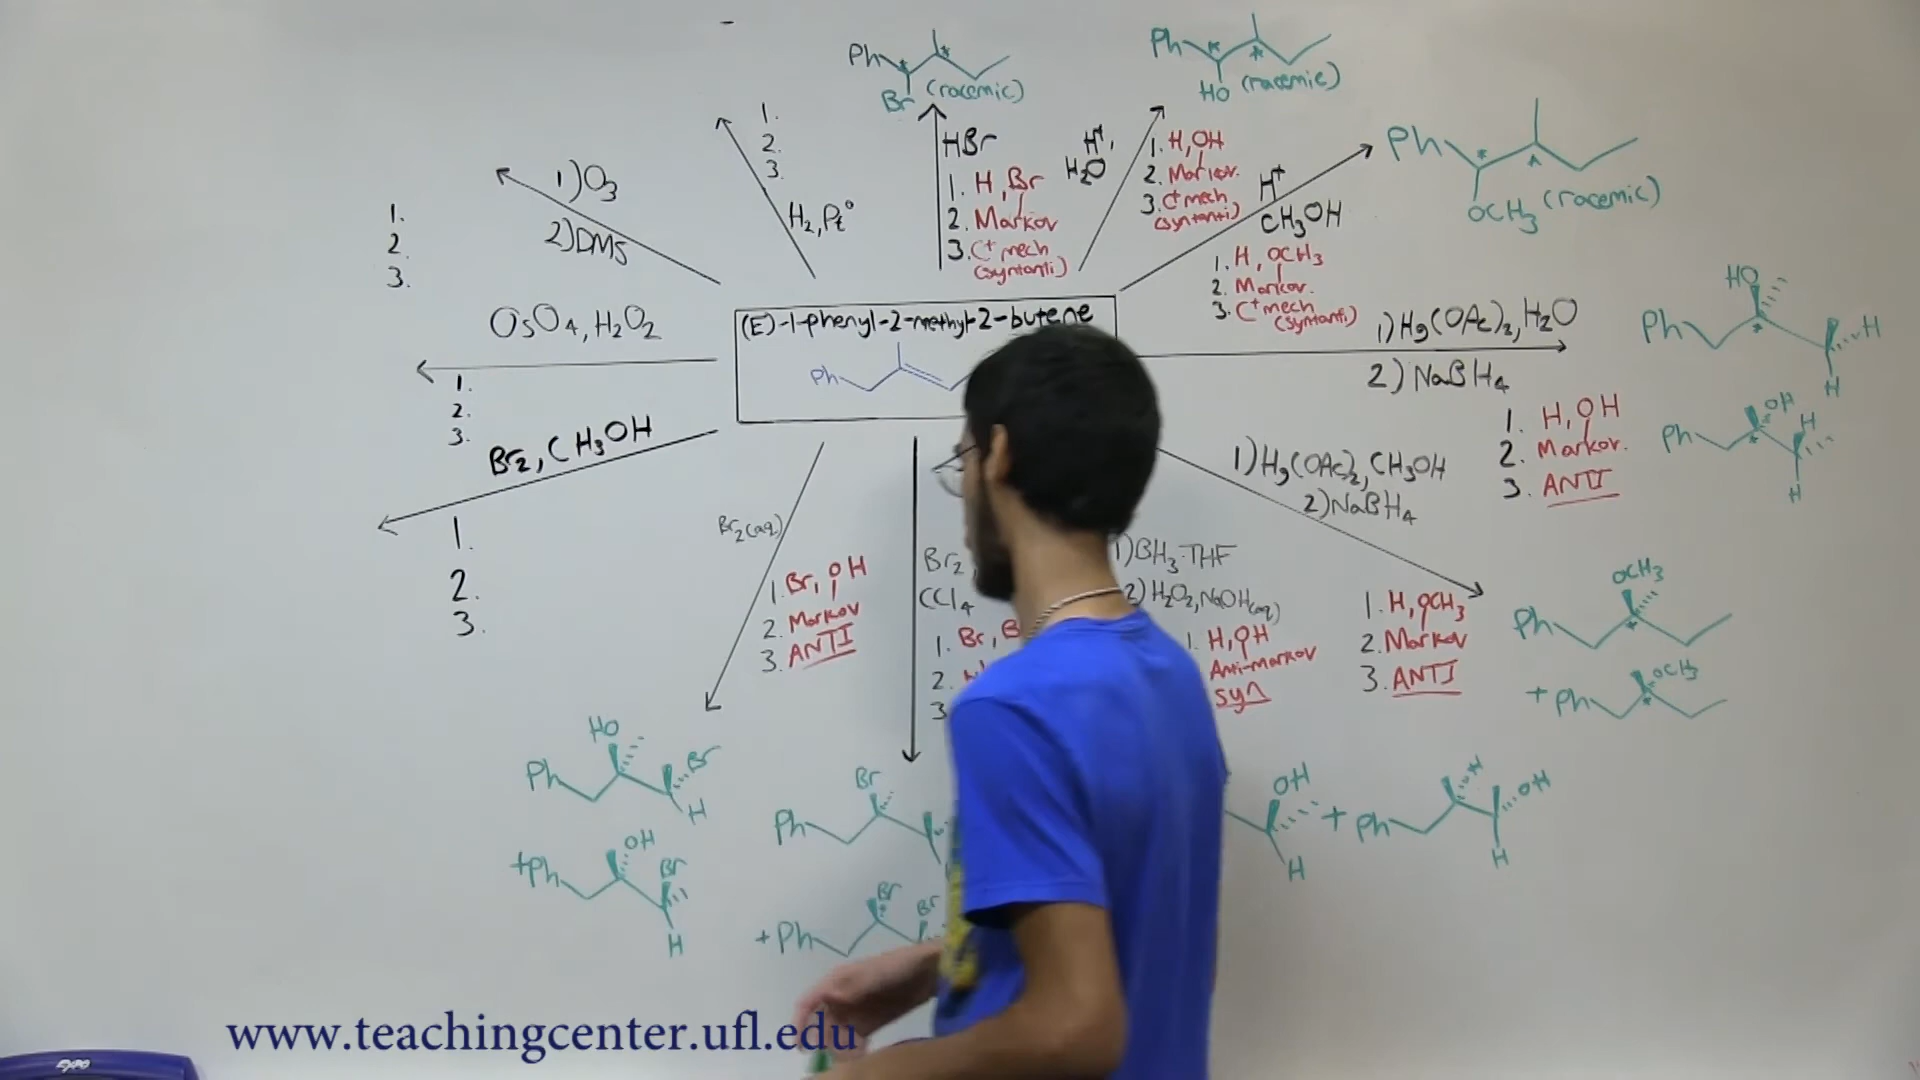 Ph
Br (racemic)
Ph
HO (racemic)
Ph
OCH3 (racemic)
1) O3
2) DMS
1.
2.
3.
1.
2.
3.
H2, Pt°
HBr
1. H, Br
2. Markov
3. C+ mech
(syn+anti)
H+,
H2O
1. H, OH
2. Markov.
3. C+ mech
(syn+anti)
H+
CH3OH
1. H, OCH3
2. Markov.
3. C+ mech
(syn+anti)
OsO4, H2O2
1.
2.
3.
(E)-1-phenyl-2-methyl-2-butene
Ph
1) Hg(OAc)2, H2O
2) NaBH4
1. H, OH
2. Markov.
3. ANTI
HO
Ph
H
H
Ph
OH
H
H
Br2, CH3OH
1.
2.
3.
Br2(aq)
1. Br, OH
2. Markov
3. ANTI
Br2,
CCl4
1. Br, B
2.
3
1) BH3·THF
2) H2O2, NaOH(aq)
1. H, OH
Anti-markov
syn
1) Hg(OAc)2, CH3OH
2) NaBH4
1. H, OCH3
2. Markov
3. ANTI
OCH3
Ph
+ Ph
OCH3
HO
Ph
Br
H
+Ph
OH
Br
H
Br
Ph
+Ph
Br
Br
OH
H
+
Ph
H
OH
H
www.teachingcenter.ufl.edu
expo